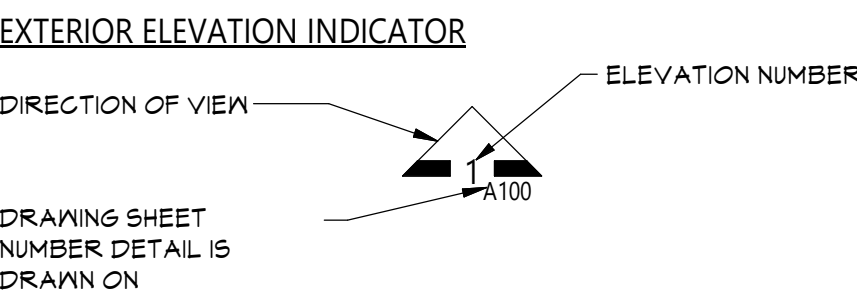 EXTERIOR ELEVATION INDICATOR
ELEVATION NUMBER
DIRECTION OF VIEW
1
A100
DRAWING SHEET
NUMBER DETAIL IS
DRAWN ON